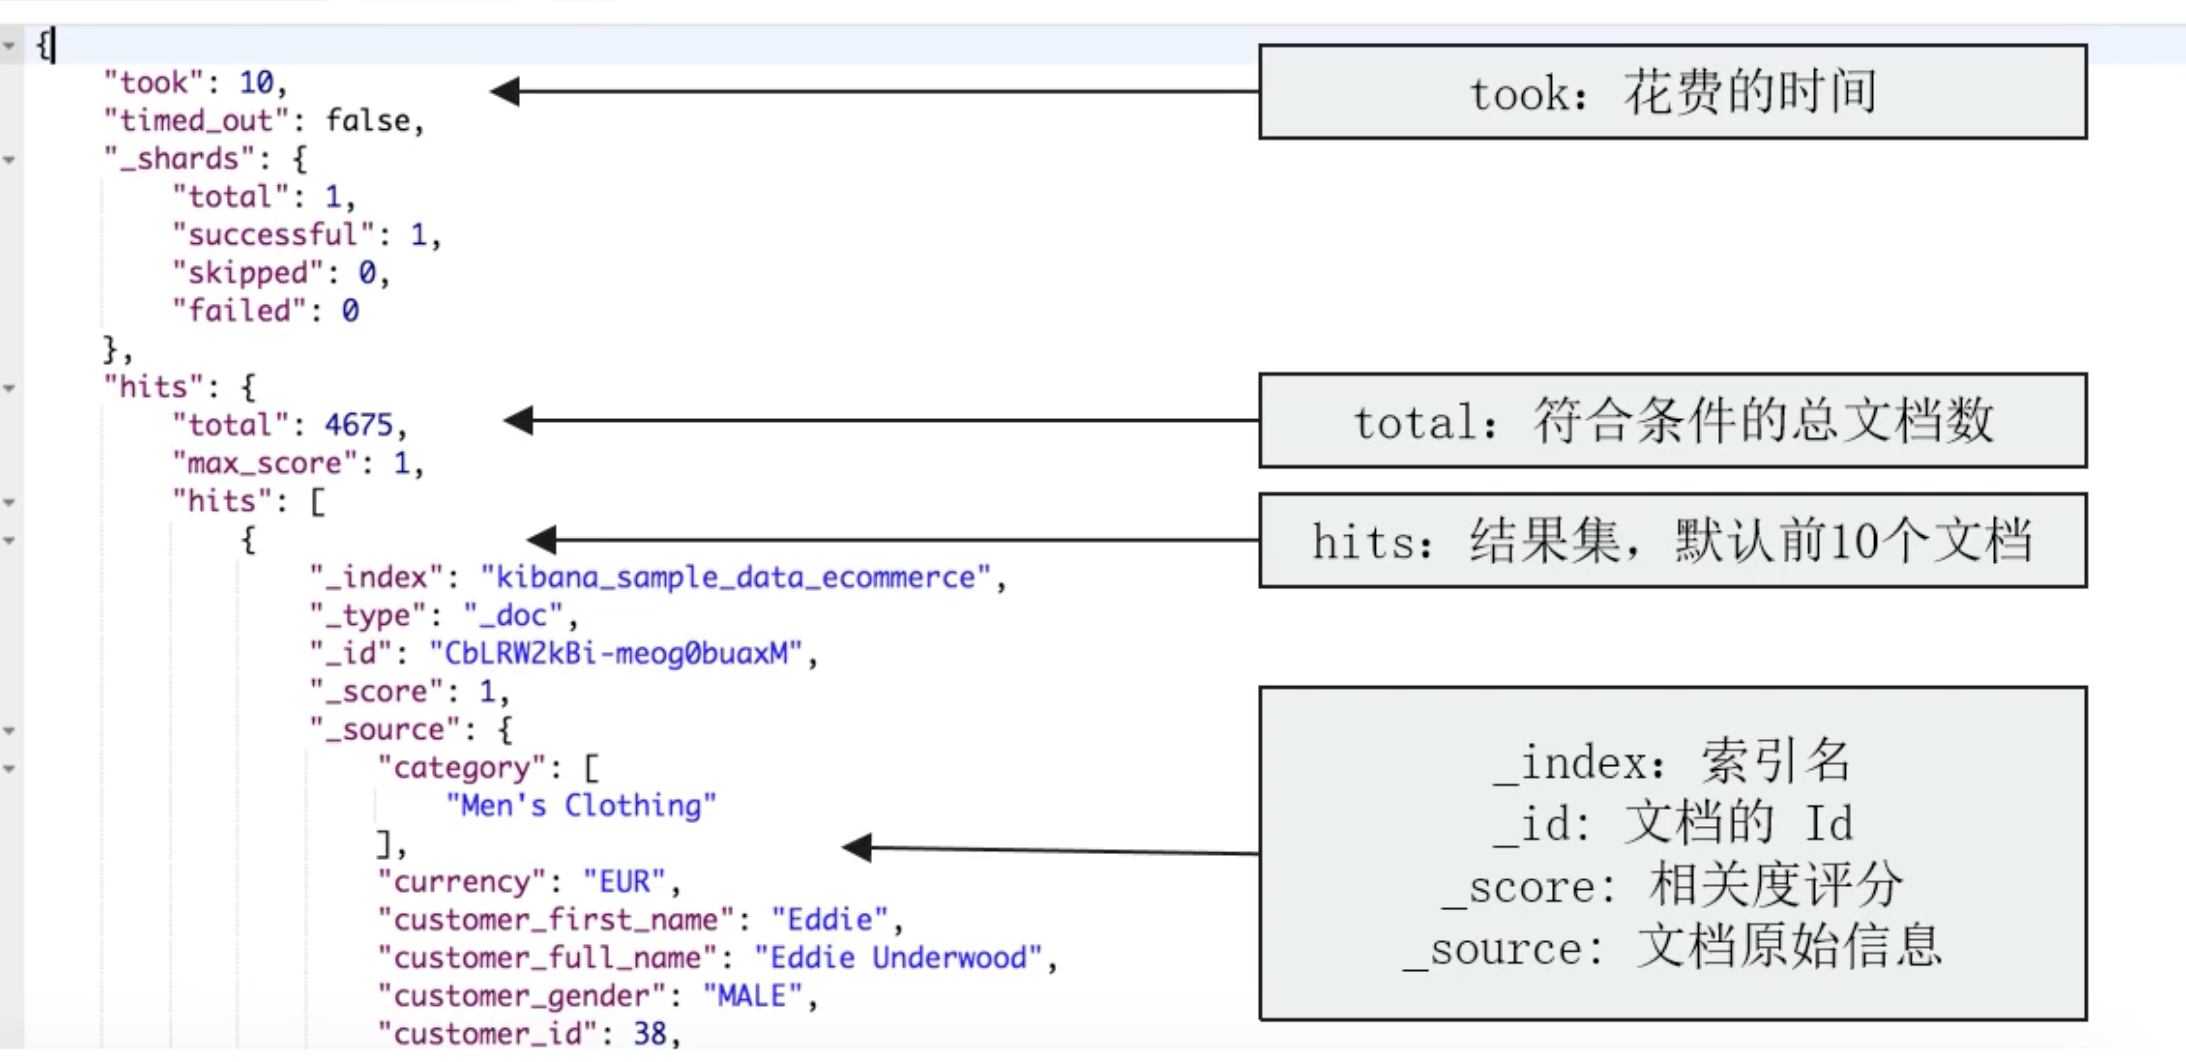 {
"took": 10,
took: 花费的时间
"timed_out": false,
"_shards": {
"total": 1,
"successful": 1,
"skipped": 0,
"failed": 0
},
"hits": {
"total": 4675,
total: 符合条件的总文档数
"max_score": 1,
"hits": [
{
hits: 结果集，默认前10个文档
"_index": "kibana_sample_data_ecommerce",
"_type": "_doc",
"_id": "CbLRW2kBi-meog0buaxM",
"_score": 1,
"_source": {
"category": [
"Men's Clothing"
],
"currency": "EUR",
"customer_first_name": "Eddie",
"customer_full_name": "Eddie Underwood",
"customer_gender": "MALE",
"customer_id": 38,
_index: 索引名
_id: 文档的 Id
_score: 相关度评分
_source: 文档原始信息